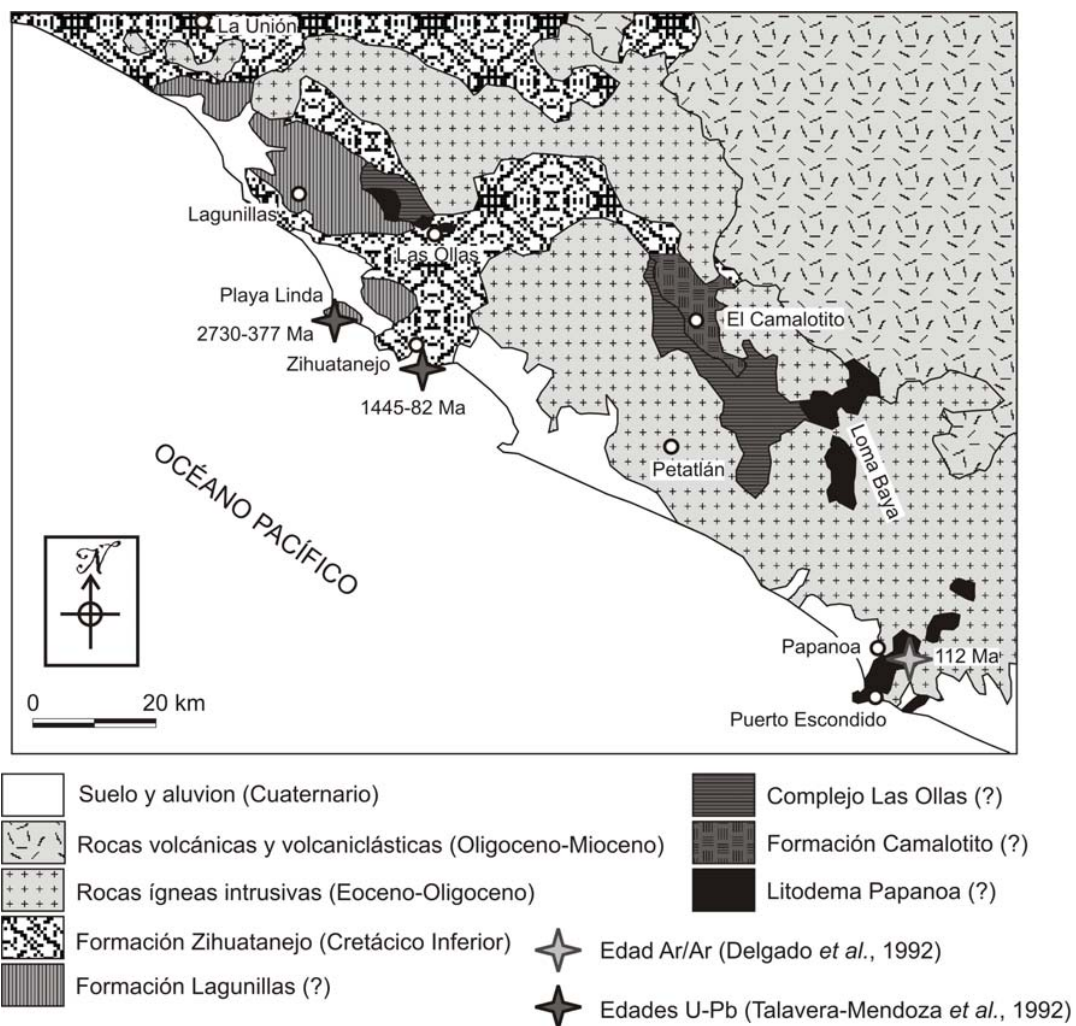 La Unión
Lagunillas
Las Ollas
Playa Linda
2730-377 Ma
Zihuatanejo
1445-82 Ma
El Camalotito
Petatlán
Loma Baya
OCÉANO PACÍFICO
N
Papanoa
112 Ma
Puerto Escondido
0 20 km
Suelo y aluvion (Cuaternario)
Rocas volcánicas y volcaniclásticas (Oligoceno-Mioceno)
Rocas ígneas intrusivas (Eoceno-Oligoceno)
Formación Zihuatanejo (Cretácico Inferior)
Formación Lagunillas (?)
Complejo Las Ollas (?)
Formación Camalotito (?)
Litodema Papanoa (?)
Edad Ar/Ar (Delgado et al., 1992)
Edades U-Pb (Talavera-Mendoza et al., 1992)